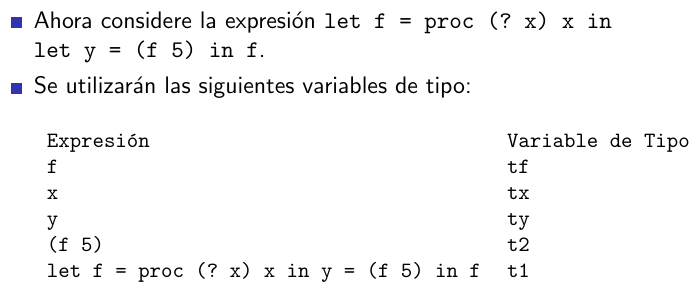 Ahora considere la expresión let f = proc (? x) x in
let y = (f 5) in f.
Se utilizarán las siguientes variables de tipo:
Expresión Variable de Tipo
f tf
x tx
y ty
(f 5) t2
let f = proc (? x) x in y = (f 5) in f t1